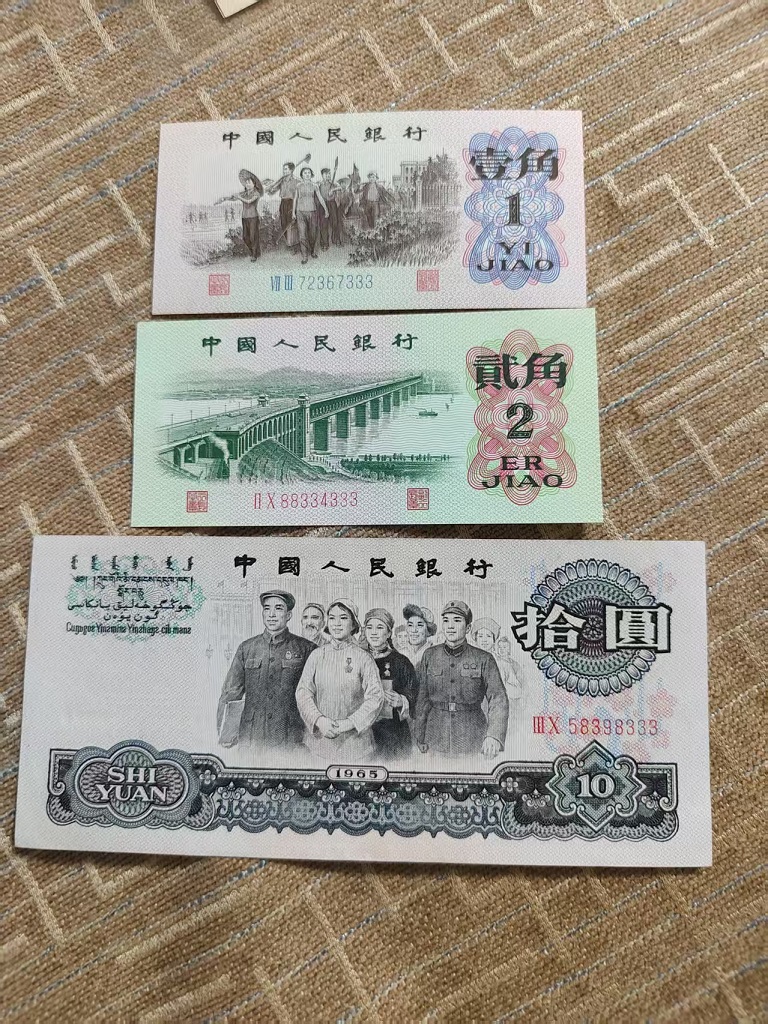 中國人民銀行
壹角
1
YI
JIAO
Ⅶ Ⅲ 72367333
中國人民銀行
貳角
2
ER
JIAO
Ⅱ Ⅹ 88334333
中國人民銀行
拾圓
Ⅲ Ⅹ 58398333
1965
SHI
YUAN
10